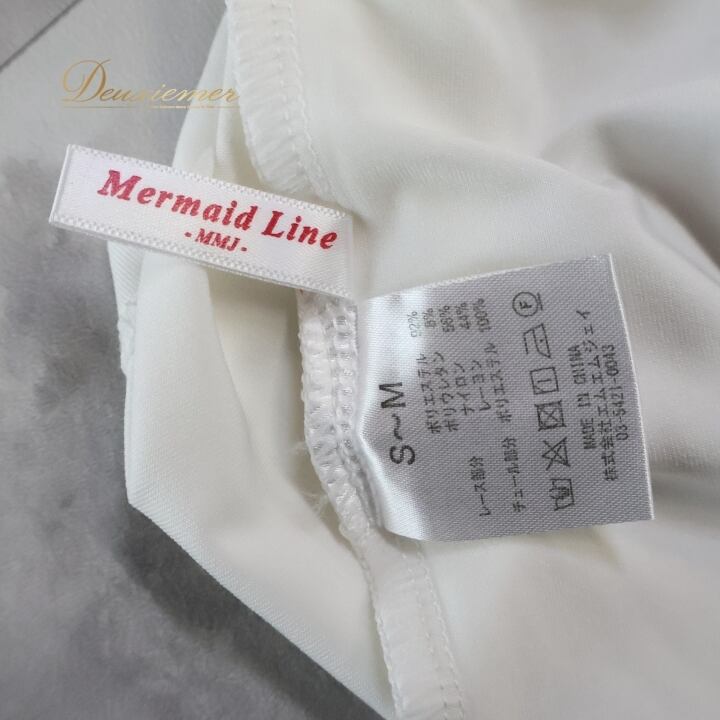 Deuxiemer
Mermaid Line
- MMJ -
S～M
ポリエステル 92%
ポリウレタン 8%
レース部分 ナイロン 56%
レーヨン 44%
チュール部分 ポリエステル 100%
MADE IN CHINA
株式会社エムエムジェイ
03-5421-0043